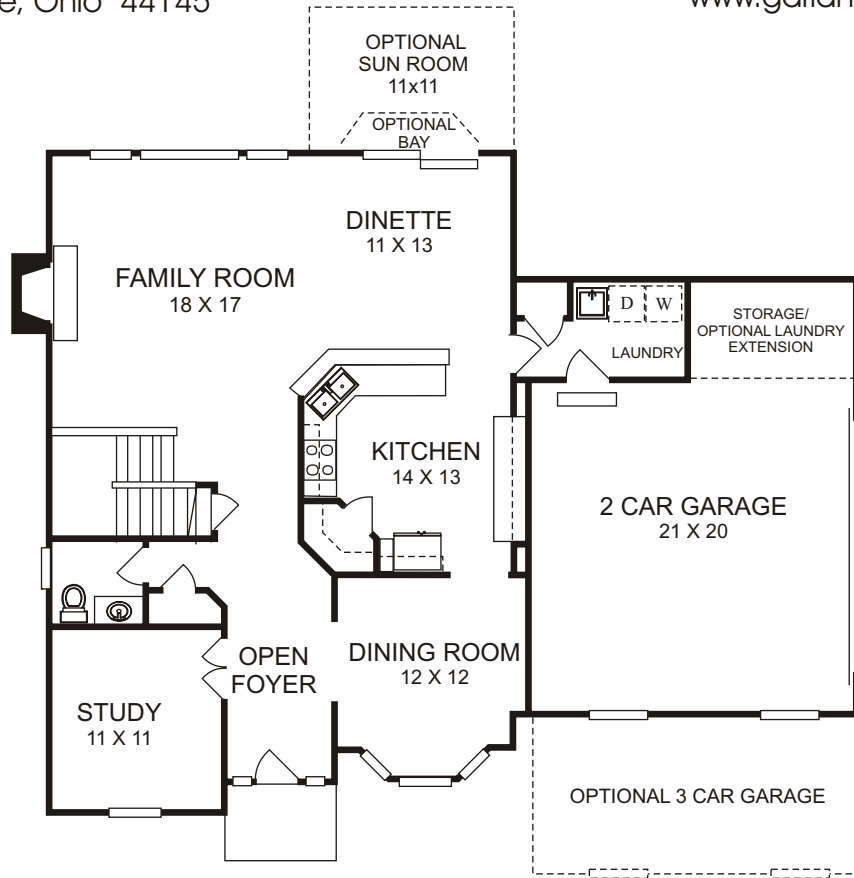 Ohio 44145
OPTIONAL
SUN ROOM
11x11
OPTIONAL
BAY
DINETTE
11 X 13
FAMILY ROOM
18 X 17
D W
STORAGE/
OPTIONAL LAUNDRY
EXTENSION
LAUNDRY
KITCHEN
14 X 13
2 CAR GARAGE
21 X 20
OPEN
FOYER
DINING ROOM
12 X 12
STUDY
11 X 11
OPTIONAL 3 CAR GARAGE